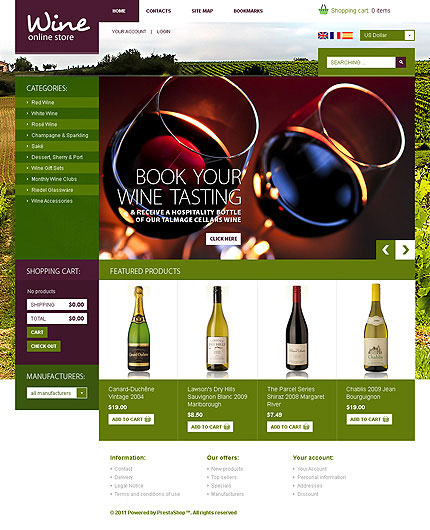 Wine
online store
HOME
CONTACTS
SITE MAP
BOOKMARKS
Shopping cart: 0 items
YOUR ACCOUNT | LOGIN
US Dollar
SEARCHING ...
CATEGORIES:
Red Wine
White Wine
Rosé Wine
Champagne & Sparkling
Saké
Dessert, Sherry & Port
Wine Gift Sets
Monthly Wine Clubs
Riedel Glassware
Wine Accessories
BOOK YOUR
WINE TASTING
& RECEIVE A HOSPITALITY BOTTLE
OF OUR TALMAGE CELLARS WINE
CLICK HERE
SHOPPING CART:
No products
SHIPPING $0.00
TOTAL $0.00
CART
CHECK OUT
MANUFACTURERS:
all manufacturers
FEATURED PRODUCTS
Canard-Duchêne
Vintage 2004
$19.00
ADD TO CART
Lawson's Dry Hills
Sauvignon Blanc 2009
Marlborough
$8.50
ADD TO CART
The Parcel Series
Shiraz 2008 Margaret
River
$7.49
ADD TO CART
Chablis 2009 Jean
Bourguignon
$19.00
ADD TO CART
Information:
Contact
Delivery
Legal Notice
Terms and conditions of use
Our offers:
New products
Top sellers
Specials
Manufacturers
Your account:
Your Account
Personal information
Addresses
Discount
© 2011 Powered by PrestaShop™. All rights reserved